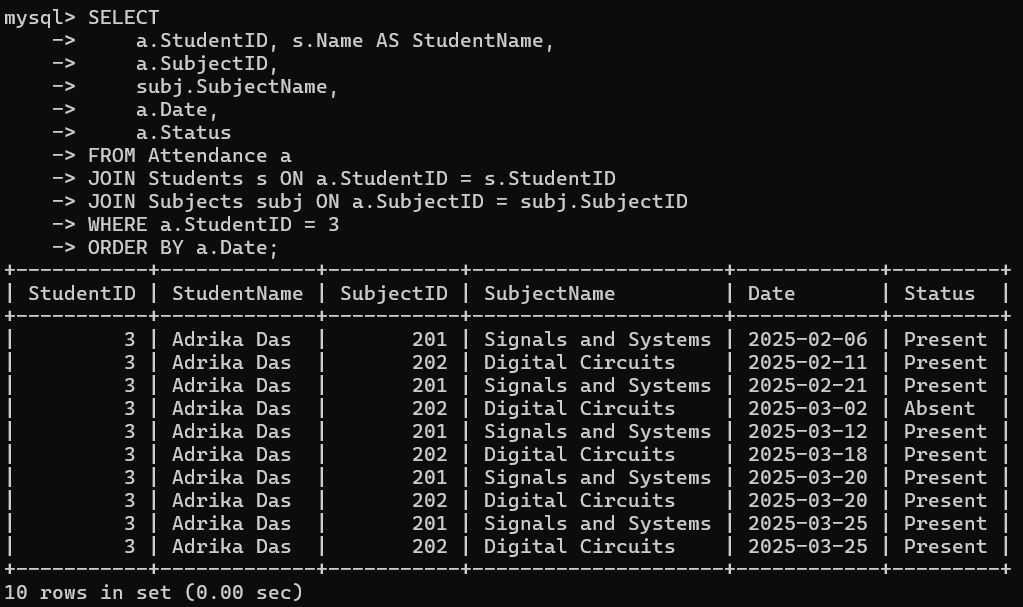 mysql> SELECT
    ->     a.StudentID, s.Name AS StudentName,
    ->     a.SubjectID,
    ->     subj.SubjectName,
    ->     a.Date,
    ->     a.Status
    -> FROM Attendance a
    -> JOIN Students s ON a.StudentID = s.StudentID
    -> JOIN Subjects subj ON a.SubjectID = subj.SubjectID
    -> WHERE a.StudentID = 3
    -> ORDER BY a.Date;
+-----------+-------------+-----------+---------------------+------------+---------+
| StudentID | StudentName | SubjectID | SubjectName         | Date       | Status  |
+-----------+-------------+-----------+---------------------+------------+---------+
|         3 | Adrika Das  |       201 | Signals and Systems | 2025-02-06 | Present |
|         3 | Adrika Das  |       202 | Digital Circuits    | 2025-02-11 | Present |
|         3 | Adrika Das  |       201 | Signals and Systems | 2025-02-21 | Present |
|         3 | Adrika Das  |       202 | Digital Circuits    | 2025-03-02 | Absent  |
|         3 | Adrika Das  |       201 | Signals and Systems | 2025-03-12 | Present |
|         3 | Adrika Das  |       202 | Digital Circuits    | 2025-03-18 | Present |
|         3 | Adrika Das  |       201 | Signals and Systems | 2025-03-20 | Present |
|         3 | Adrika Das  |       202 | Digital Circuits    | 2025-03-20 | Present |
|         3 | Adrika Das  |       201 | Signals and Systems | 2025-03-25 | Present |
|         3 | Adrika Das  |       202 | Digital Circuits    | 2025-03-25 | Present |
+-----------+-------------+-----------+---------------------+------------+---------+
10 rows in set (0.00 sec)